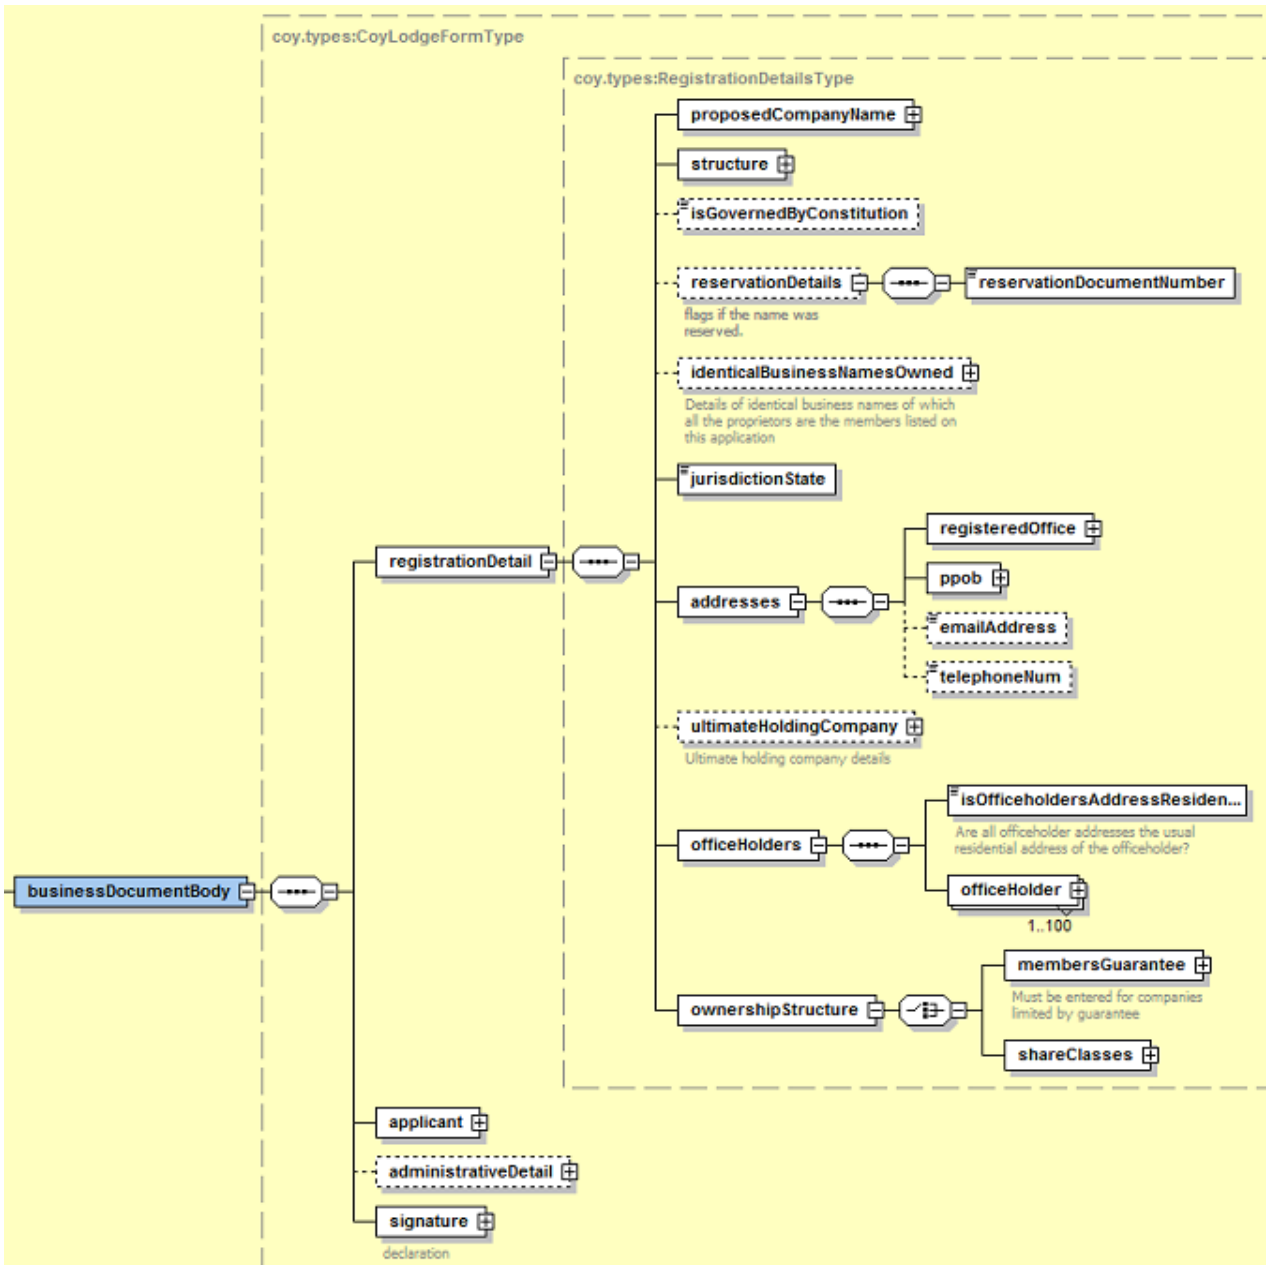 coy.types:CoyLodgeFormType
coy.types:RegistrationDetailsType
proposedCompanyName
structure
isGovernedByConstitution
reservationDetails
reservationDocumentNumber
flags if the name was
reserved.
identicalBusinessNamesOwned
Details of identical business names of which
all the proprietors are the members listed on
this application
jurisdictionState
registeredOffice
registrationDetail
ppob
addresses
emailAddress
telephoneNum
ultimateHoldingCompany
Ultimate holding company details
isOfficeholdersAddressResiden...
Are all officeholder addresses the usual
residential address of the officeholder?
officeHolders
businessDocumentBody
officeHolder
1..100
membersGuarantee
Must be entered for companies
limited by guarantee
ownershipStructure
shareClasses
applicant
administrativeDetail
signature
declaration